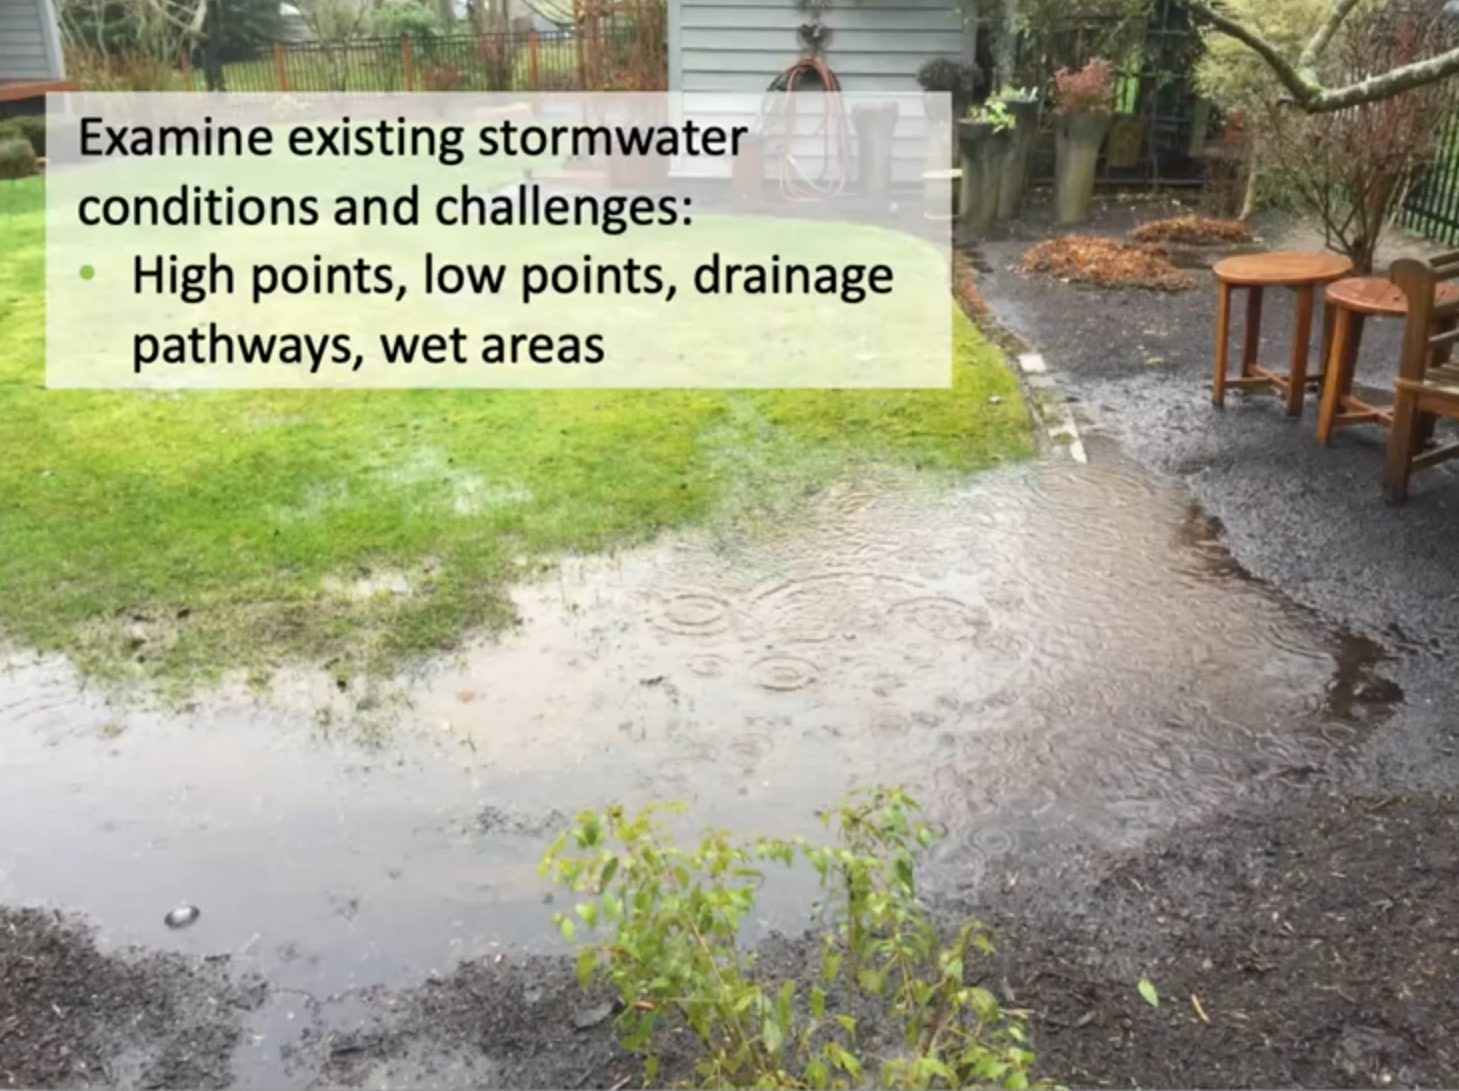 Examine existing stormwater
conditions and challenges:
• High points, low points, drainage
pathways, wet areas